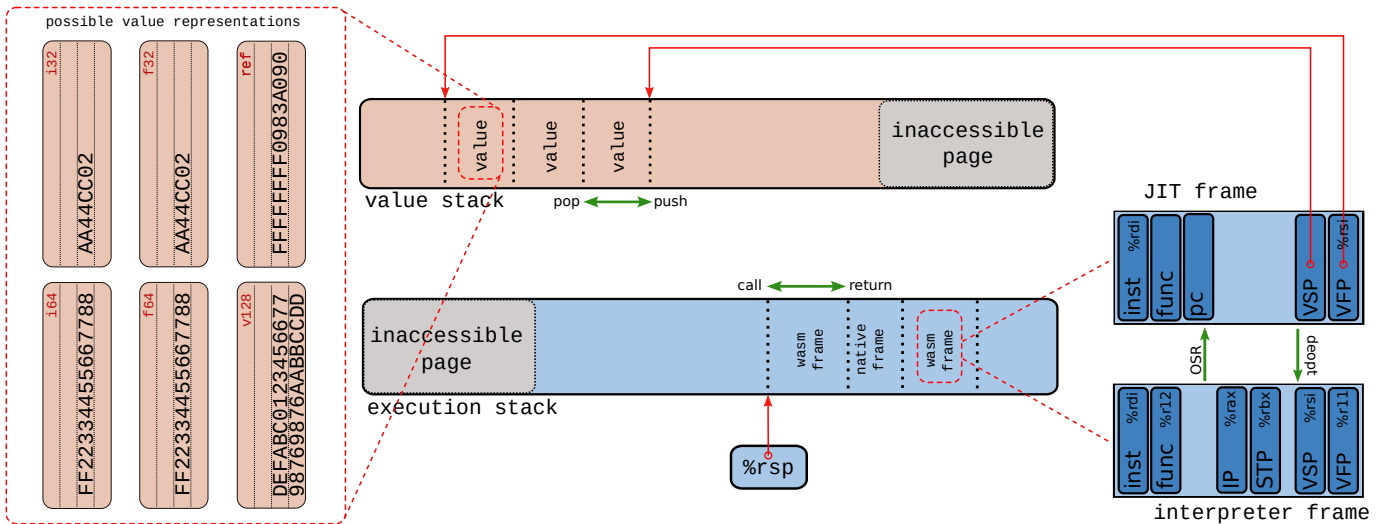 possible value representations
i32
AA44CC02
f32
AA44CC02
ref
FFFFFFFF0983A090
i64
FF22334455667788
f64
FF22334455667788
v128
DEFABC0123456677
98769876AABBCCDD
value
value
value
inaccessible
page
value stack
pop
push
call
return
inaccessible
page
wasm
frame
native
frame
wasm
frame
execution stack
%rsp
JIT frame
inst %rdi
func
pc
VSP
VFP %rsi
OSR
deopt
inst %rdi
func %r12
IP %rax
STP %rbx
VSP %rsi
VFP %r11
interpreter frame